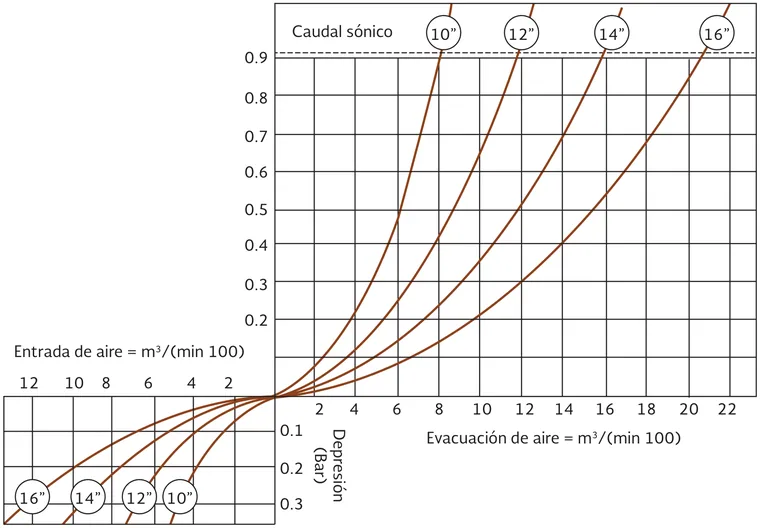 Caudal sónico
10” 12” 14” 16”
0.9
0.8
0.7
0.6
0.5
0.4
0.3
0.2
Entrada de aire = m³/(min 100)
12 10 8 6 4 2
2 4 6 8 10 12 14 16 18 20 22
Evacuación de aire = m³/(min 100)
0.1
0.2
0.3
Depresión
(Bar)
16” 14” 12” 10”